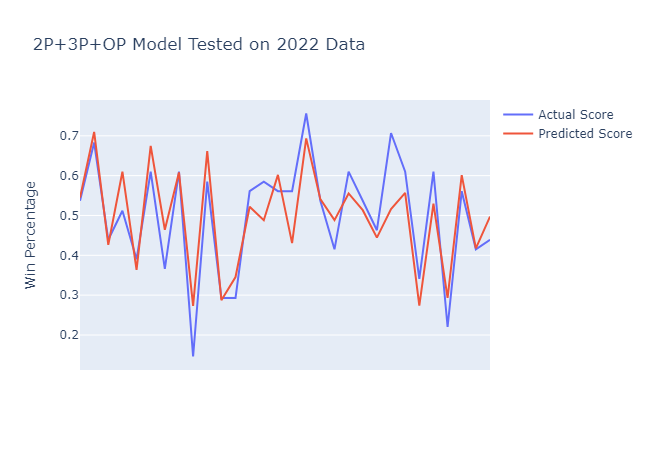 2P+3P+OP Model Tested on 2022 Data
Actual Score
Predicted Score
0.7
0.6
0.5
0.4
0.3
0.2
Win Percentage